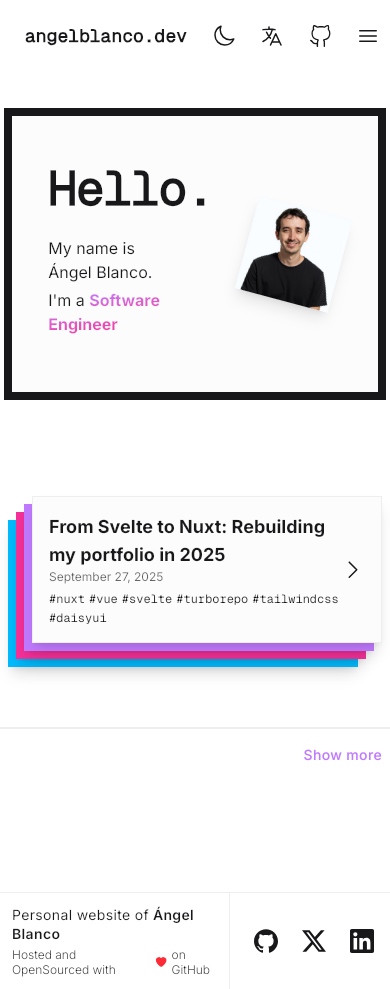 angelblanco.dev
Hello.
My name is
Ángel Blanco.
I'm a Software
Engineer
From Svelte to Nuxt: Rebuilding
my portfolio in 2025
September 27, 2025
#nuxt #vue #svelte #turborepo #tailwindcss
#daisyui
Show more
Personal website of Ángel
Blanco
Hosted and
OpenSourced with
on
GitHub